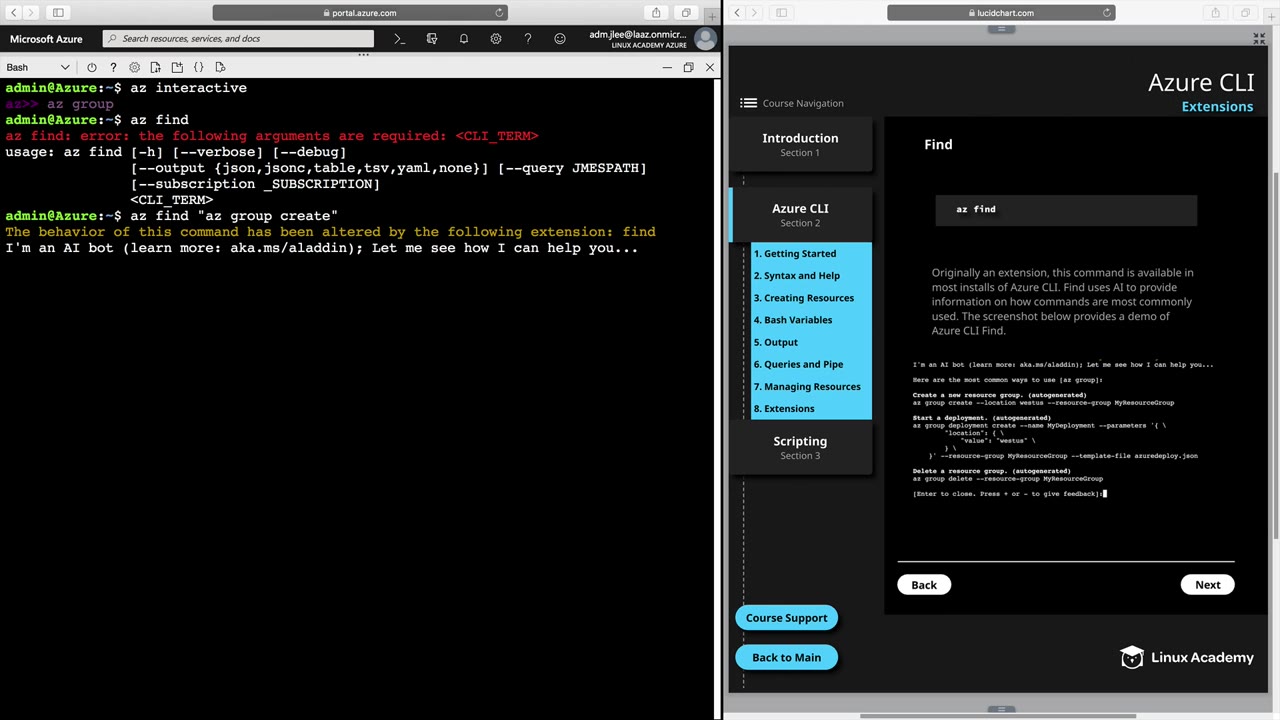 portal.azure.com
lucidchart.com
Microsoft Azure
Search resources, services, and docs
adm.jlee@laaz.onmicr...
LINUX ACADEMY AZURE
Bash
admin@Azure:~$ az interactive
az>> az group
admin@Azure:~$ az find
az find: error: the following arguments are required: <CLI_TERM>
usage: az find [-h] [--verbose] [--debug]
[--output {json,jsonc,table,tsv,yaml,none}] [--query JMESPATH]
[--subscription _SUBSCRIPTION]
<CLI_TERM>
admin@Azure:~$ az find "az group create"
The behavior of this command has been altered by the following extension: find
I'm an AI bot (learn more: aka.ms/aladdin); Let me see how I can help you...
Azure CLI
Extensions
Course Navigation
Introduction
Section 1
Azure CLI
Section 2
1. Getting Started
2. Syntax and Help
3. Creating Resources
4. Bash Variables
5. Output
6. Queries and Pipe
7. Managing Resources
8. Extensions
Scripting
Section 3
Course Support
Back to Main
Find
az find
Originally an extension, this command is available in
most installs of Azure CLI. Find uses AI to provide
information on how commands are most commonly
used. The screenshot below provides a demo of
Azure CLI Find.
I'm an AI bot (learn more: aka.ms/aladdin); Let me see how I can help you...
Here are the most common ways to use [az group]:
Create a new resource group. (autogenerated)
az group create --location westus --resource-group MyResourceGroup
Start a deployment. (autogenerated)
az group deployment create --name MyDeployment --parameters '{ \
"location": { \
"value": "westus" \
} \
}' --resource-group MyResourceGroup --template-file azuredeploy.json
Delete a resource group. (autogenerated)
az group delete --resource-group MyResourceGroup
[Enter to close. Press + or - to give feedback]:
Back
Next
Linux Academy